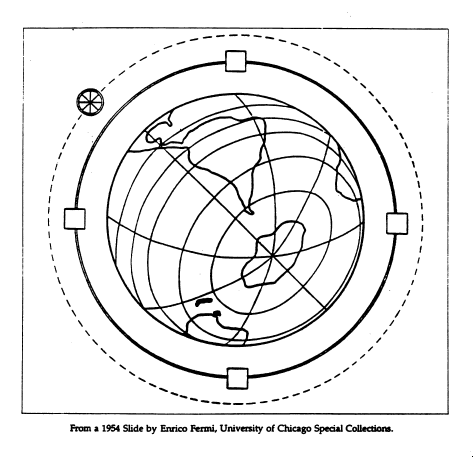 From a 1954 Slide by Enrico Fermi, University of Chicago Special Collections.